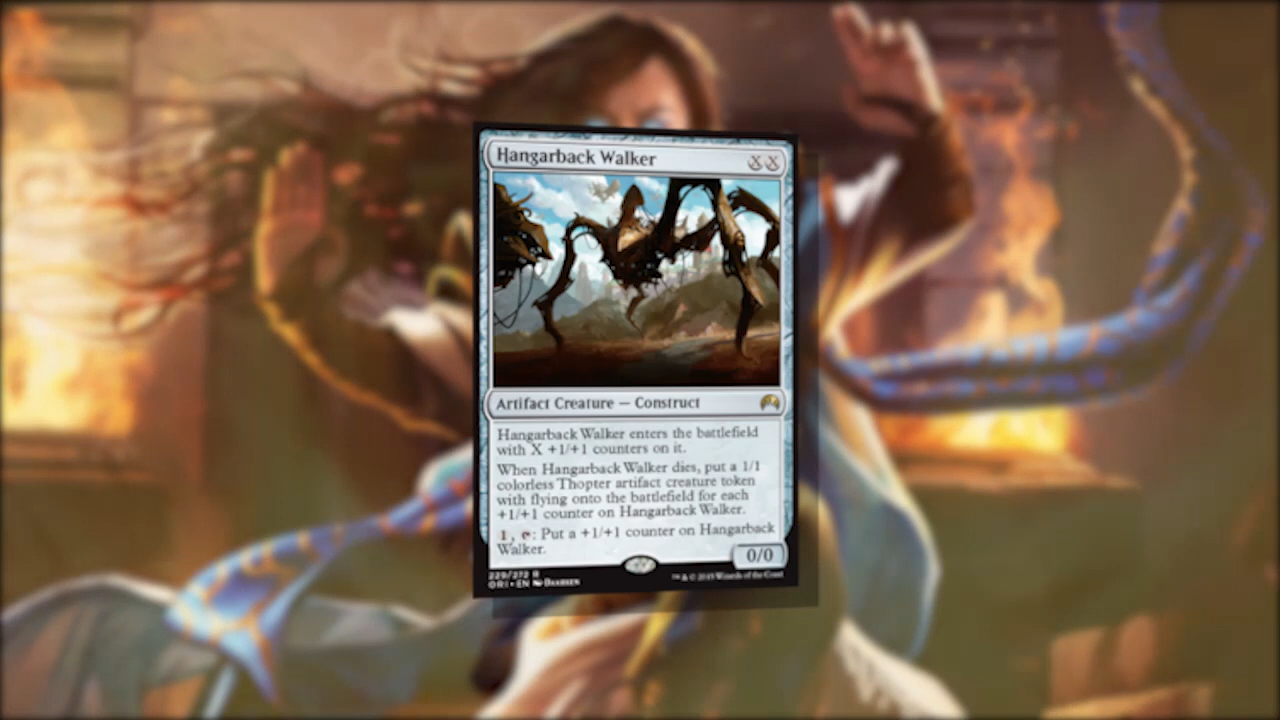 Hangarback Walker XX
Artifact Creature — Construct
Hangarback Walker enters the battlefield
with X +1/+1 counters on it.
When Hangarback Walker dies, put a 1/1
colorless Thopter artifact creature token
with flying onto the battlefield for each
+1/+1 counter on Hangarback Walker.
1, : Put a +1/+1 counter on Hangarback
Walker.
0/0
229/272 R
ORI • EN Daarken
™ & © 2015 Wizards of the Coast